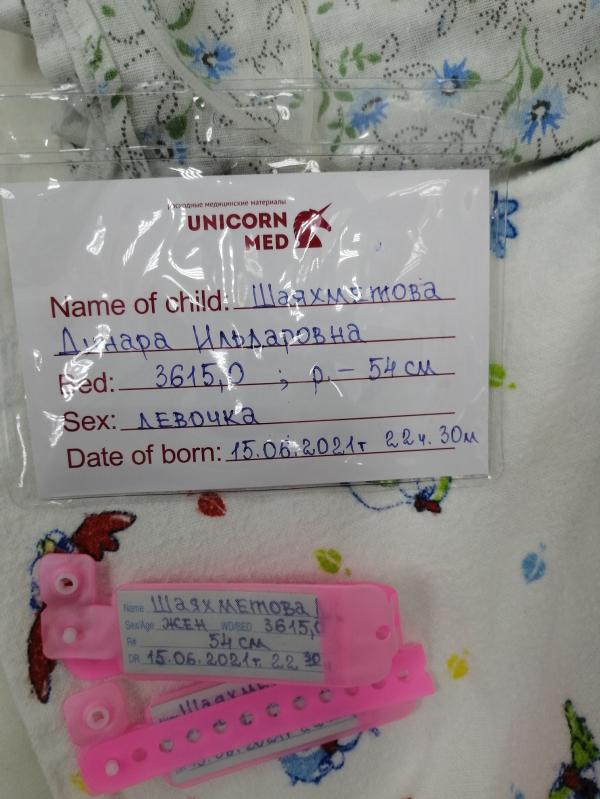 Расходные медицинские материалы
UNICORN
MED
Name of child: Шаяхметова
Динара Ильдаровна
Bed: 3615,0 ; р. – 54 см
Sex: девочка
Date of born: 15.06.2021г 22ч. 30м
Name Шаяхметова
Sex/Age ЖЕН WD/BED 3615,0
R# 54 см
DR 15.06.2021г. 22 30